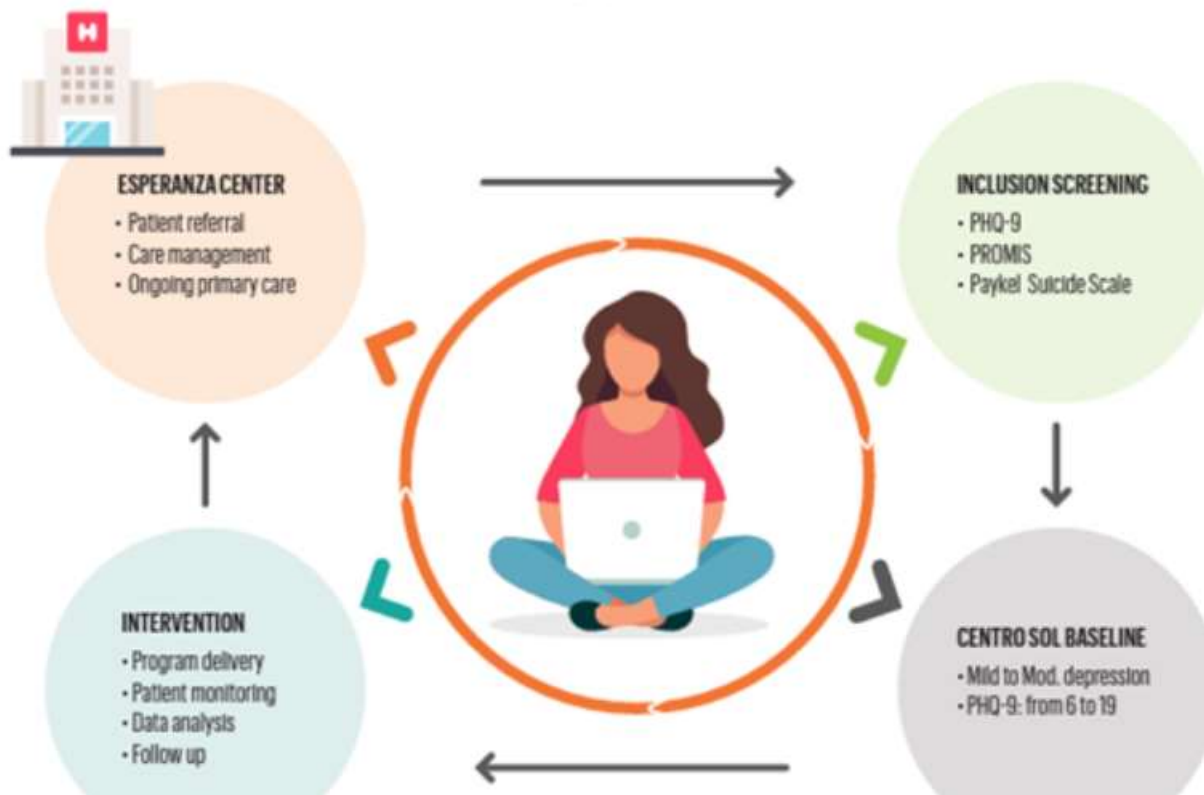 H
ESPERANZA CENTER
• Patient referral
• Care management
• Ongoing primary care
INCLUSION SCREENING
• PHQ-9
• PROMIS
• Paykel Suicide Scale
INTERVENTION
• Program delivery
• Patient monitoring
• Data analysis
• Follow up
CENTRO SOL BASELINE
• Mild to Mod. depression
• PHQ-9: from 6 to 19